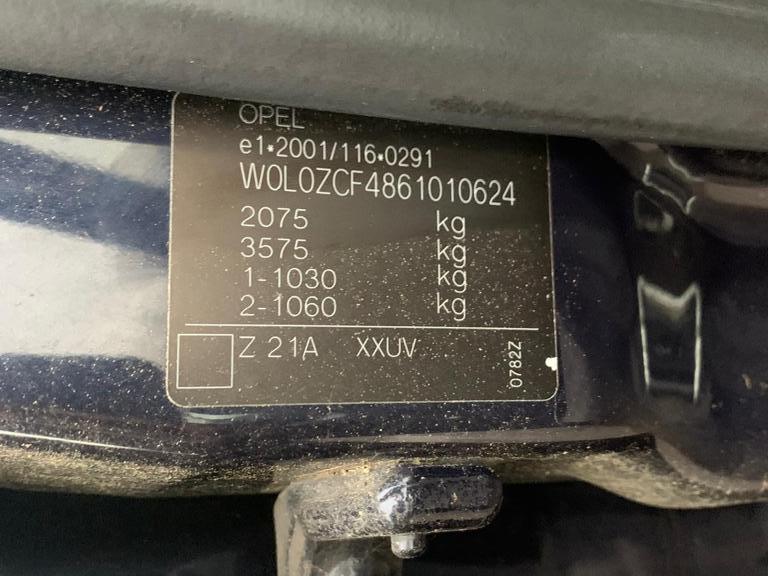 OPEL
e1*2001/116*0291
W0L0ZCF4861010624
2075 kg
3575 kg
1-1030 kg
2-1060 kg
Z 21A XXUV
0782Z